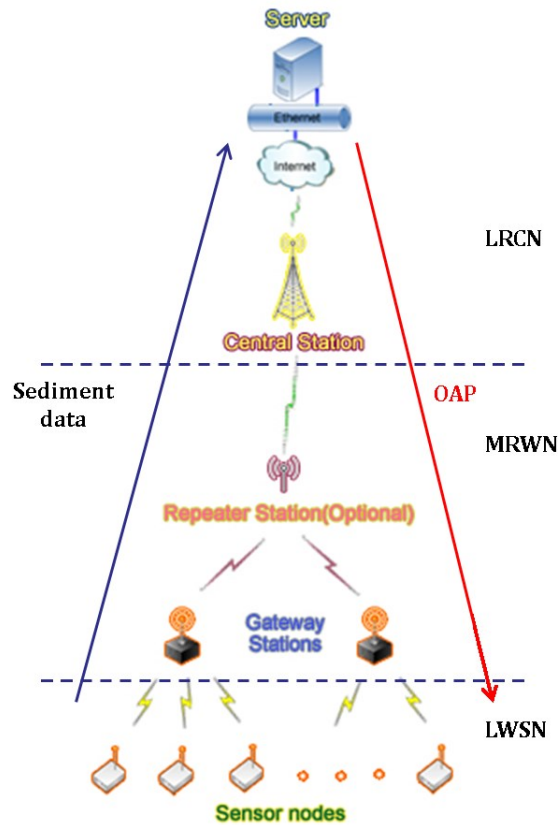 Server
Ethernet
Internet
LRCN
Central Station
Sediment
data
OAP
MRWN
Repeater Station(Optional)
Gateway
Stations
LWSN
Sensor nodes